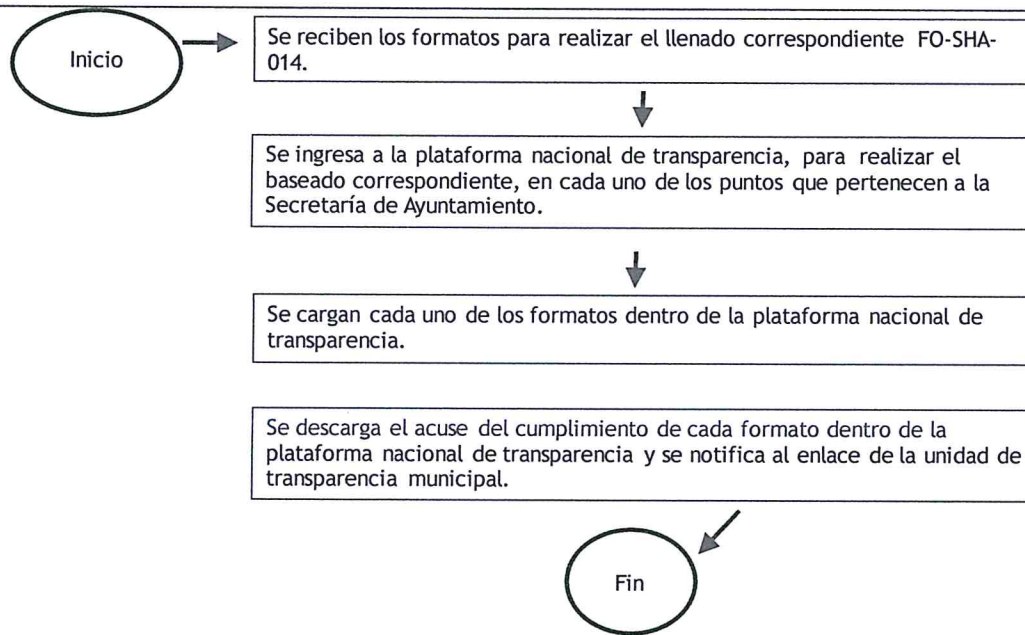 Inicio
Se reciben los formatos para realizar el llenado correspondiente FO-SHA-
014.
Se ingresa a la plataforma nacional de transparencia, para realizar el
baseado correspondiente, en cada uno de los puntos que pertenecen a la
Secretaría de Ayuntamiento.
Se cargan cada uno de los formatos dentro de la plataforma nacional de
transparencia.
Se descarga el acuse del cumplimiento de cada formato dentro de la
plataforma nacional de transparencia y se notifica al enlace de la unidad de
transparencia municipal.
Fin